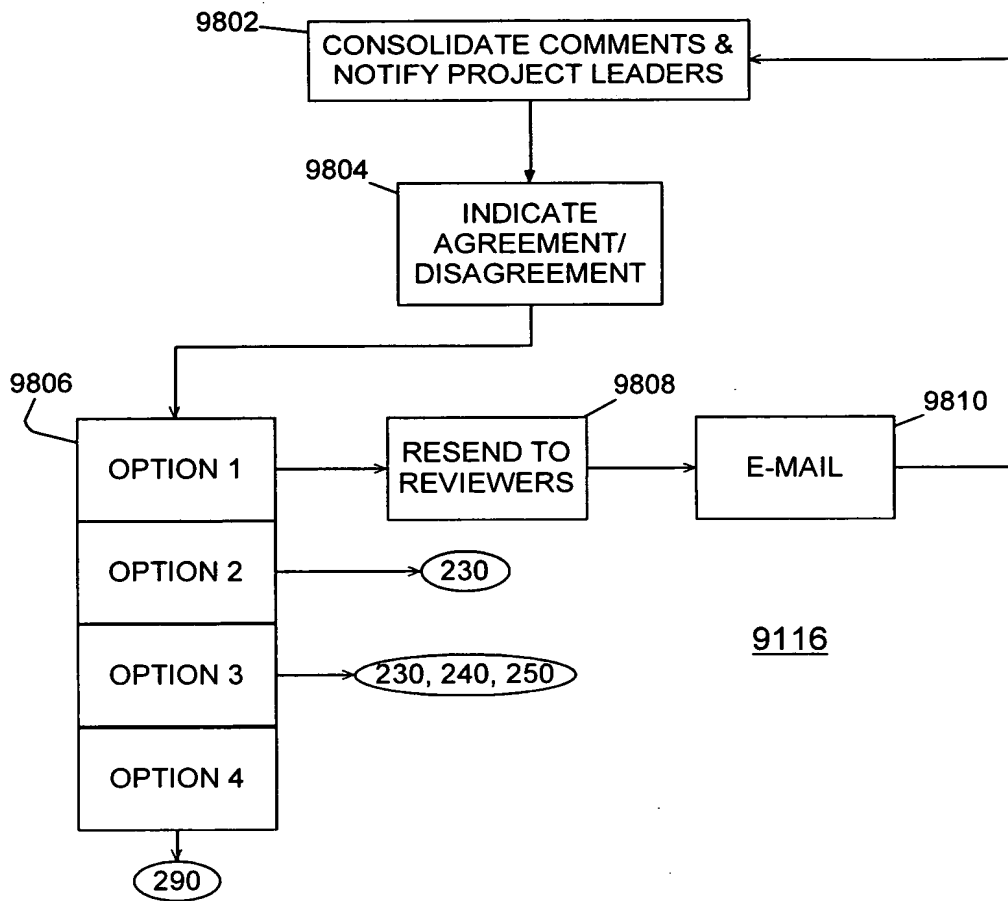 9802
CONSOLIDATE COMMENTS &
NOTIFY PROJECT LEADERS
9804
INDICATE
AGREEMENT/
DISAGREEMENT
9806
OPTION 1
9808
RESEND TO
REVIEWERS
9810
E-MAIL
OPTION 2
230
OPTION 3
230, 240, 250
9116
OPTION 4
290